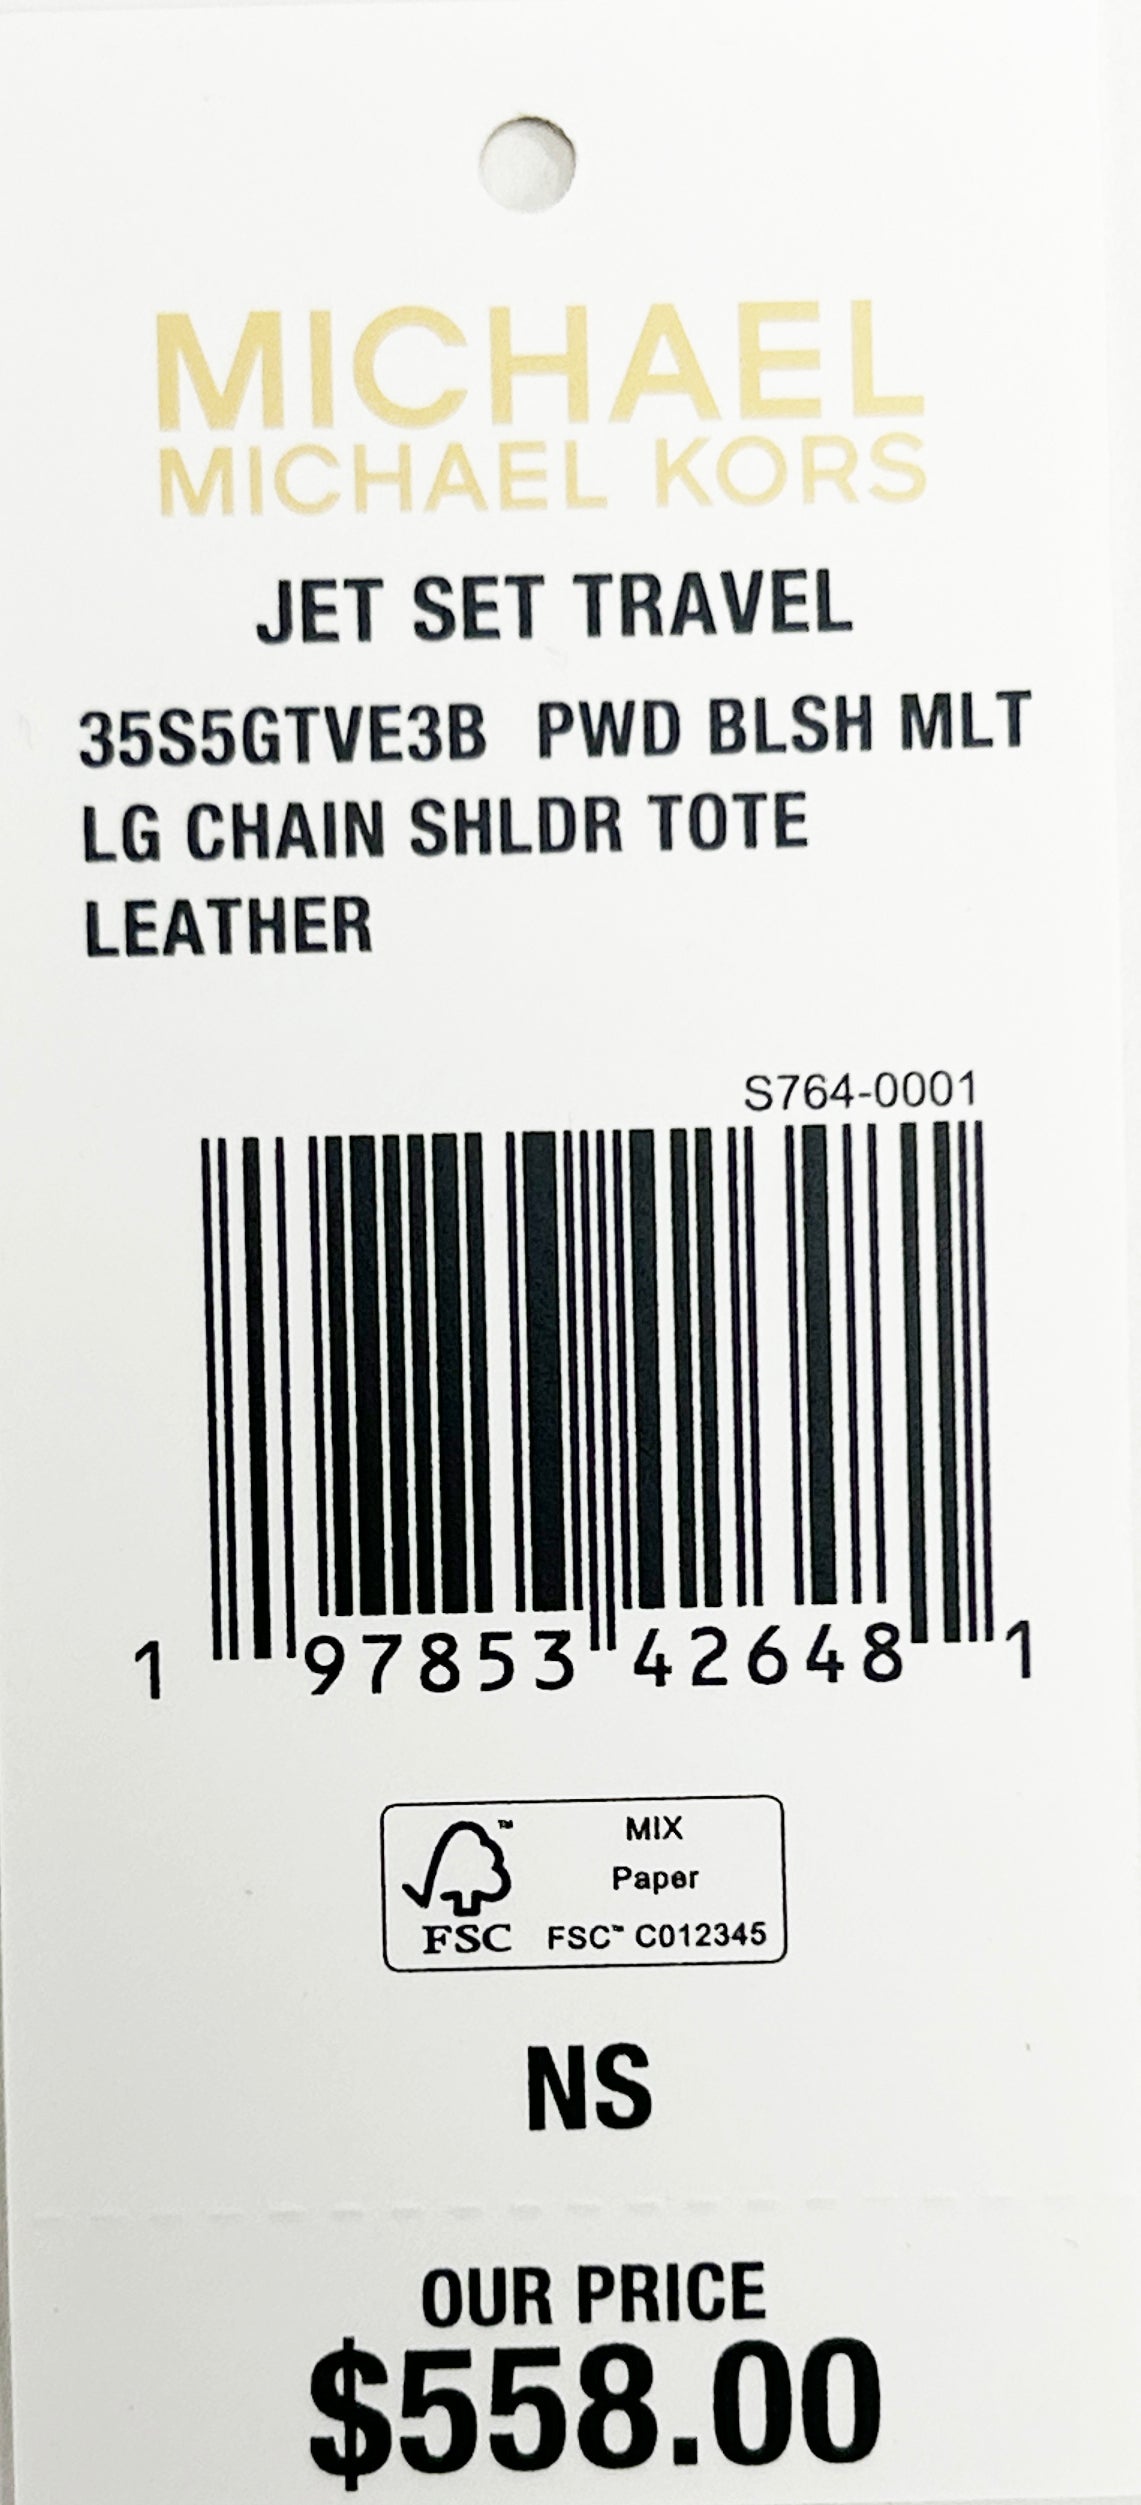 MICHAEL
MICHAEL KORS
JET SET TRAVEL
35S5GTVE3B PWD BLSH MLT
LG CHAIN SHLDR TOTE
LEATHER
S764-0001
1 97853 42648 1
MIX
Paper
FSC™ C012345
™
FSC
NS
OUR PRICE
$558.00